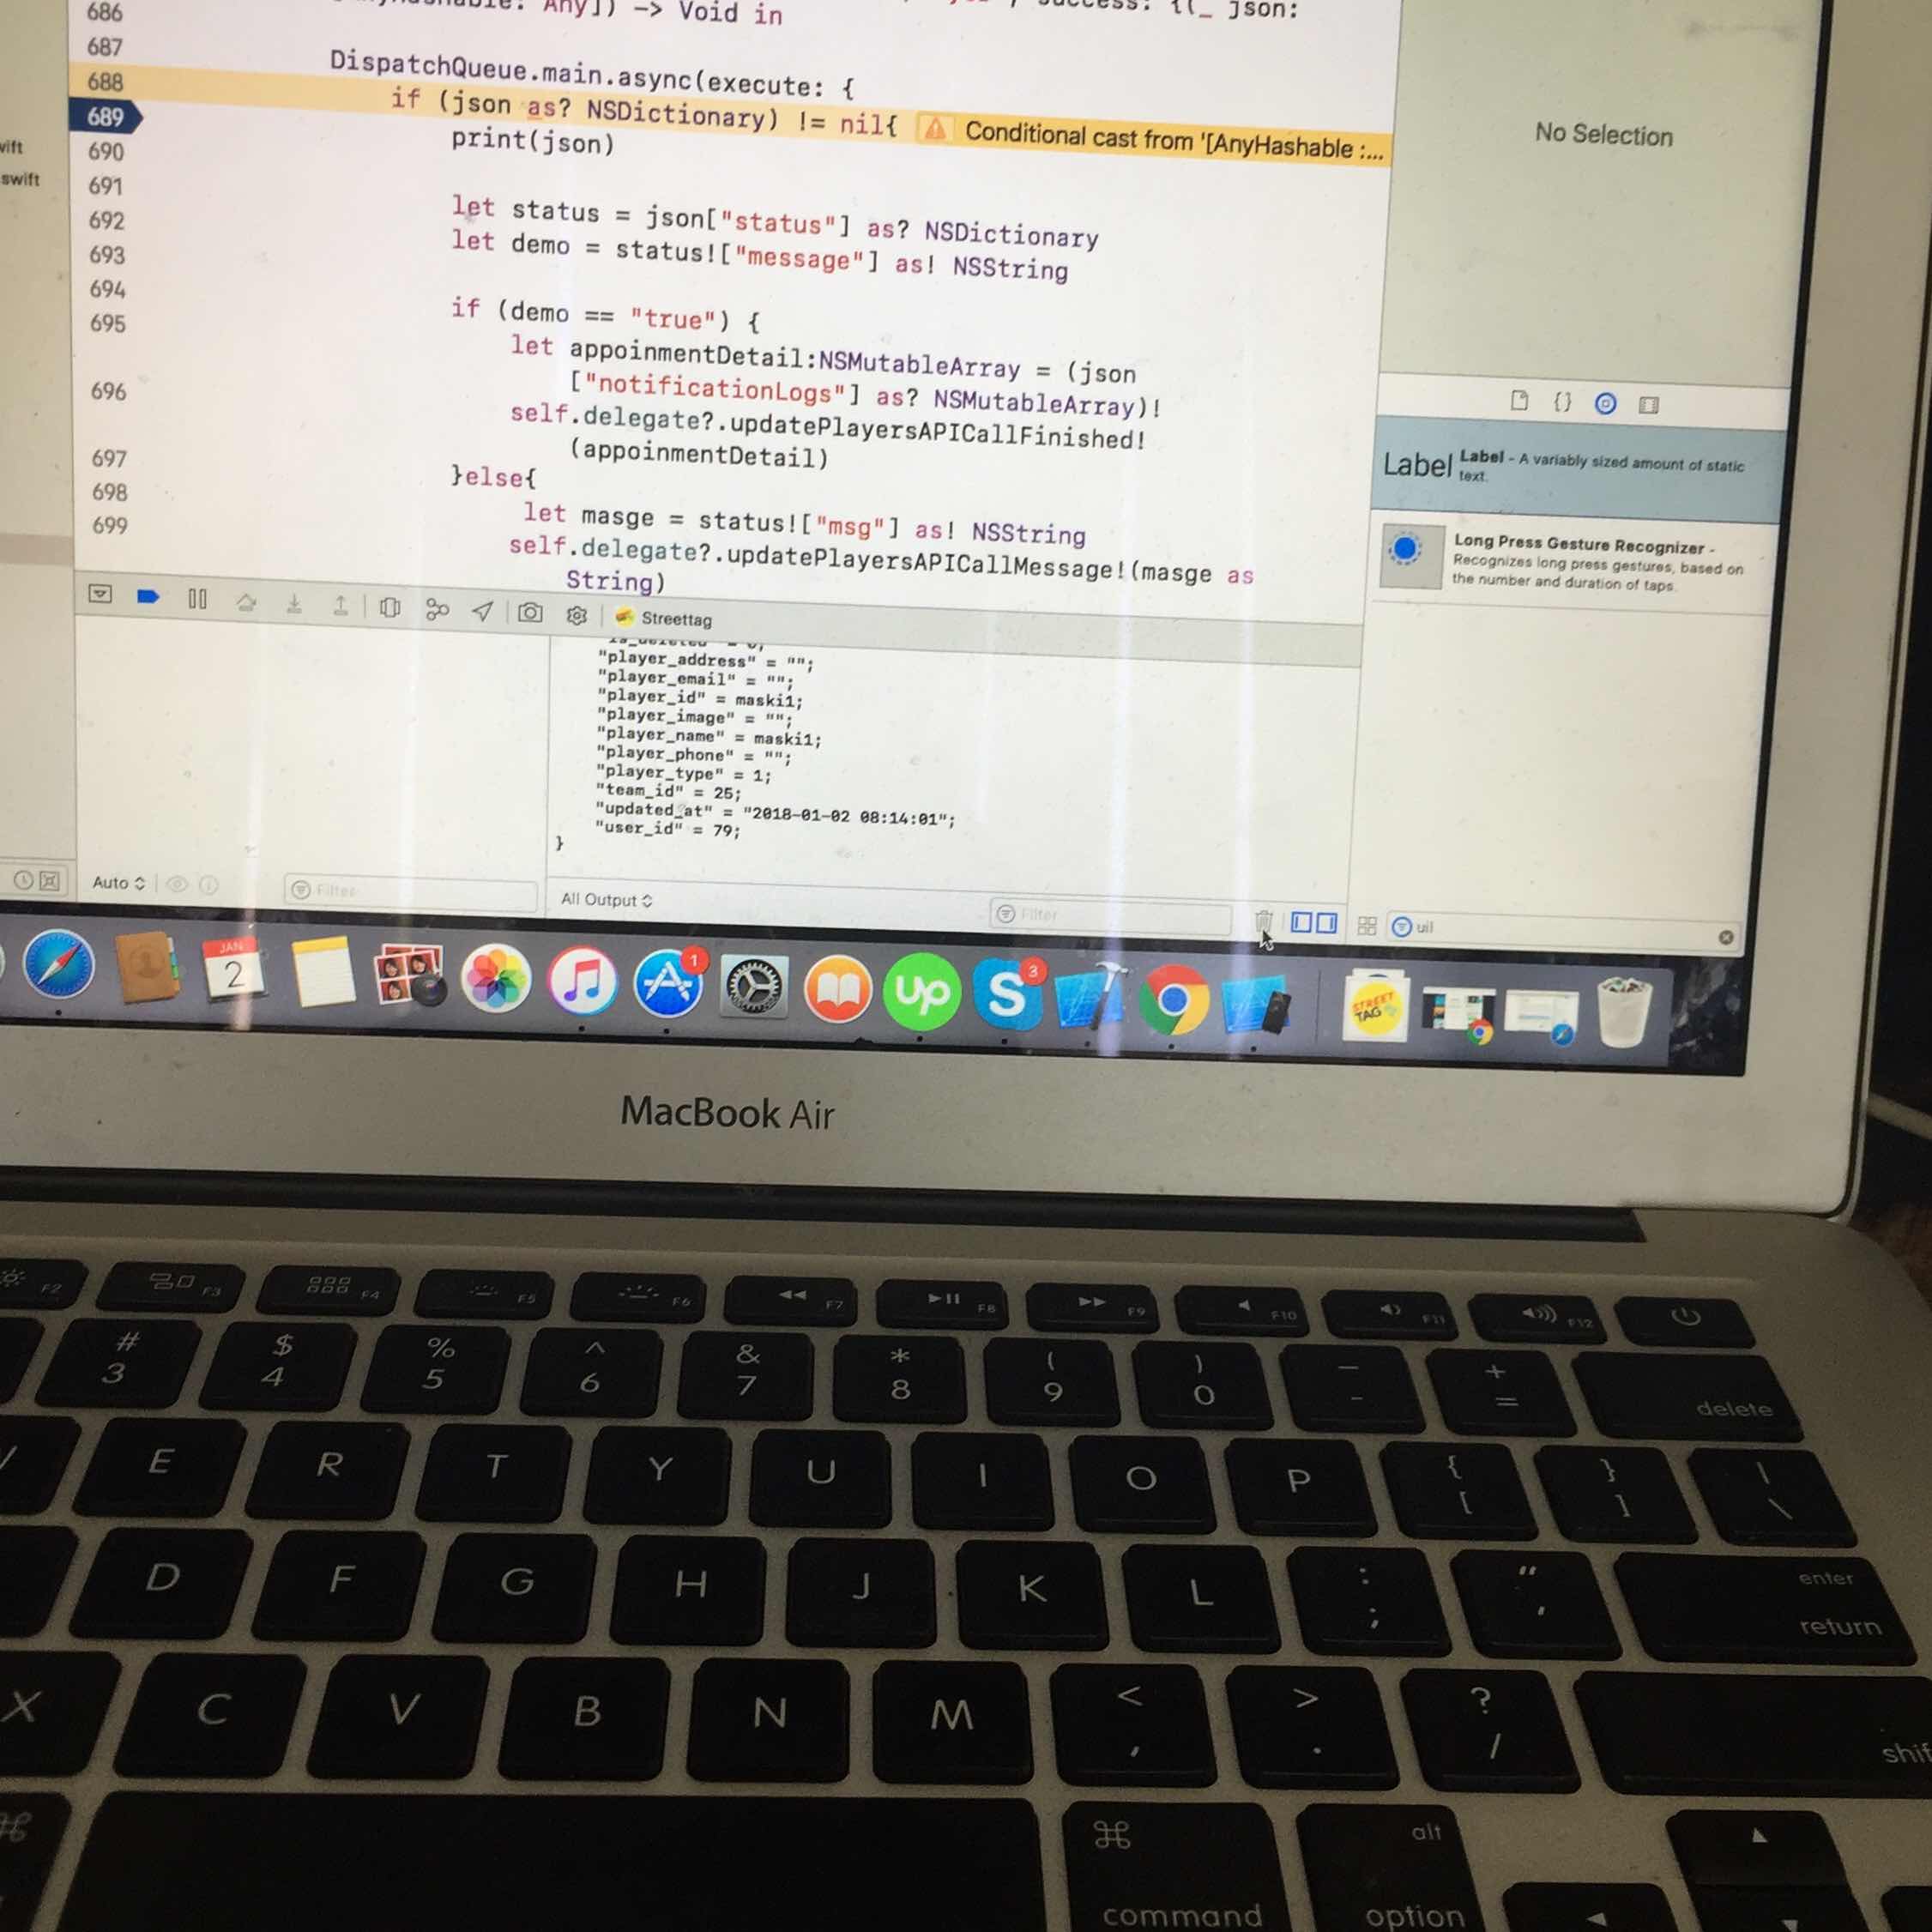 686
Any]) -> Void in
json:
687
DispatchQueue.main.async(execute: {
688
if (json as? NSDictionary) != nil{
Conditional cast from '[AnyHashable :...
689
print(json)
690
691
let status = json["status"] as? NSDictionary
692
let demo = status!["message"] as! NSString
693
694
if (demo == "true") {
695
let appoinmentDetail:NSMutableArray = (json
["notificationLogs"] as? NSMutableArray)!
696
self.delegate?.updatePlayersAPICallFinished!
(appoinmentDetail)
697
}else{
698
let masge = status!["msg"] as! NSString
699
self.delegate?.updatePlayersAPICallMessage!(masge as
String)
swift
No Selection
Label
Label - A variably sized amount of static
text.
Long Press Gesture Recognizer -
Recognizes long press gestures, based on
the number and duration of taps.
Streettag
"player_address" = "";
"player_email" = "";
"player_id" = maski1;
"player_image" = "";
"player_name" = maski1;
"player_phone" = "";
"player_type" = 1;
"team_id" = 25;
"updated_at" = "2018-01-02 08:14:01";
"user_id" = 79;
}
Auto
Filter
All Output
Filter
uil
JAN
2
1
up
S
3
STREET
TAG
MacBook Air
F2 F3 F4 F5 F6 F7 F8 F9 F10 F11 F12
# $ % ^ & * ( ) — +
3 4 5 6 7 8 9 0 - =
delete
E R T Y U I O P { } |
[ ] \
D F G H J K L : "
; '
enter
return
X C V B N M < > ?
, . /
shif
⌘ ⌘ alt
command option